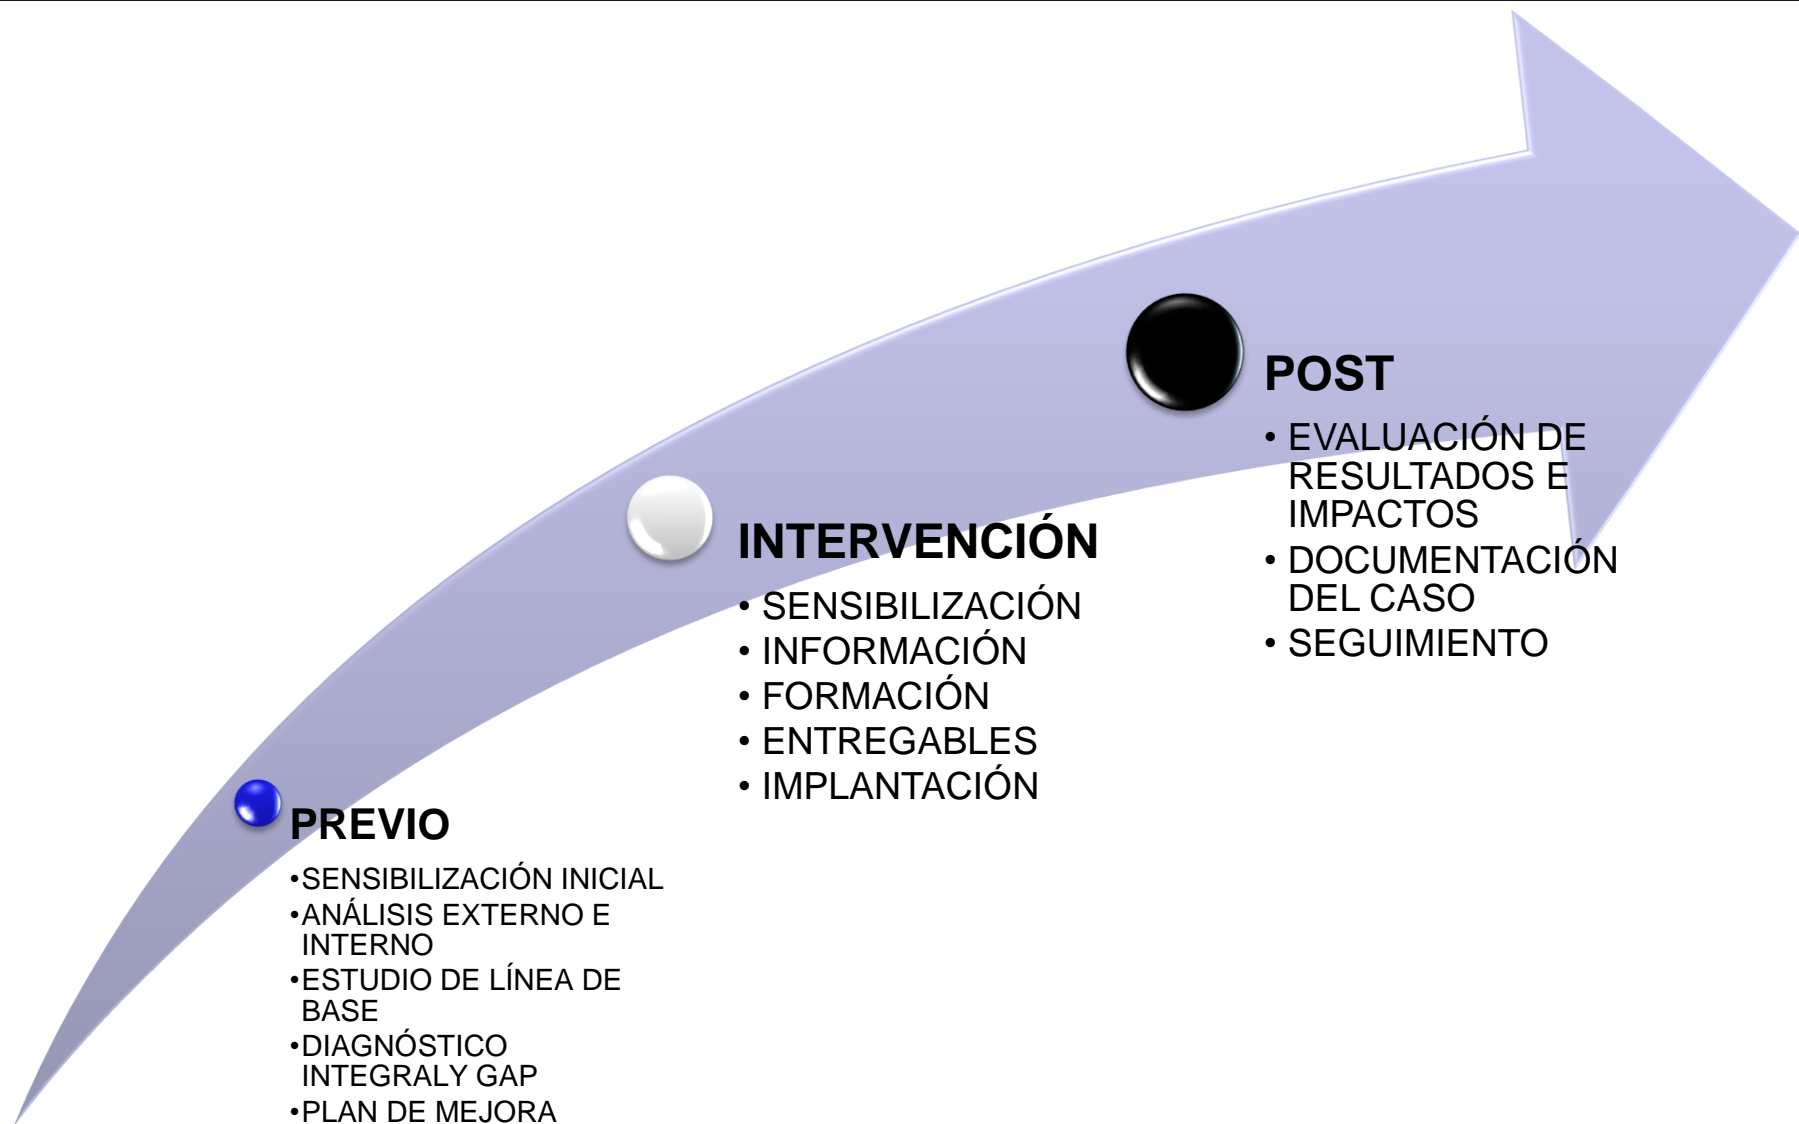 PREVIO
•SENSIBILIZACIÓN INICIAL
•ANÁLISIS EXTERNO E
INTERNO
•ESTUDIO DE LÍNEA DE
BASE
•DIAGNÓSTICO
INTEGRALY GAP
•PLAN DE MEJORA
INTERVENCIÓN
• SENSIBILIZACIÓN
• INFORMACIÓN
• FORMACIÓN
• ENTREGABLES
• IMPLANTACIÓN
POST
• EVALUACIÓN DE
RESULTADOS E
IMPACTOS
• DOCUMENTACIÓN
DEL CASO
• SEGUIMIENTO